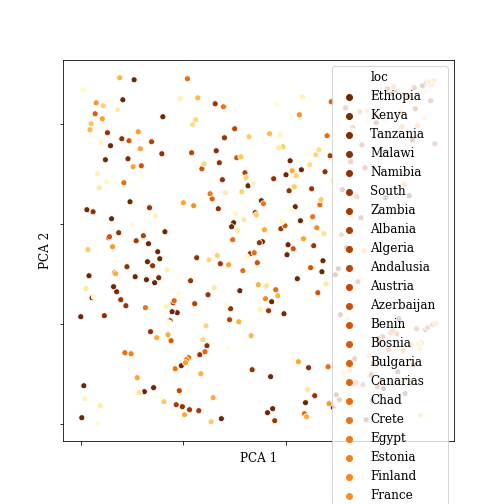 loc
Ethiopia
Kenya
Tanzania
Malawi
Namibia
South
Zambia
Albania
Algeria
Andalusia
Austria
Azerbaijan
Benin
Bosnia
Bulgaria
Canarias
Chad
Crete
Egypt
Estonia
Finland
France
PCA 2
PCA 1